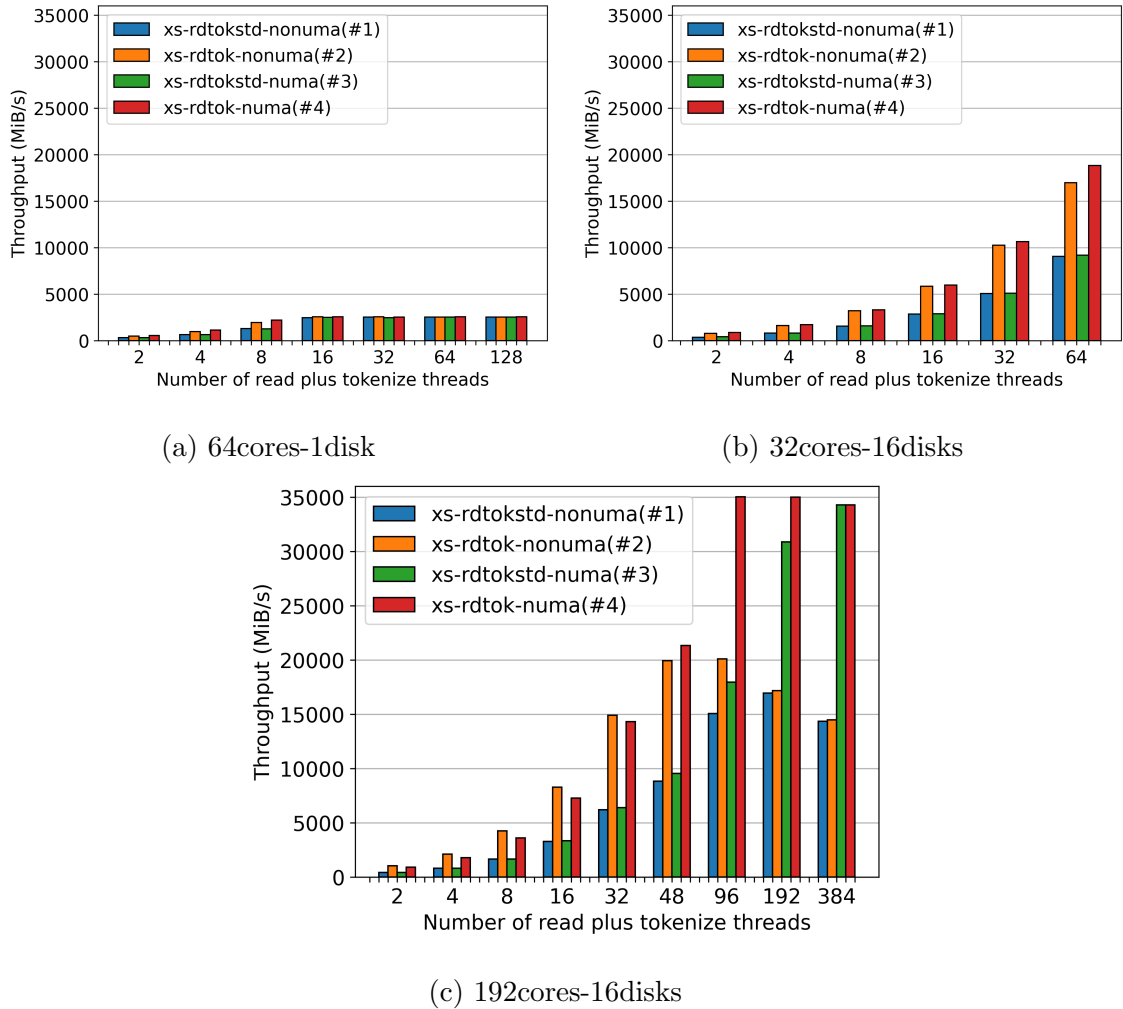 35000
30000
25000
20000
15000
10000
5000
0
Throughput (MiB/s)
xs-rdtokstd-nonuma(#1)
xs-rdtok-nonuma(#2)
xs-rdtokstd-numa(#3)
xs-rdtok-numa(#4)
2 4 8 16 32 64 128
Number of read plus tokenize threads
(a) 64cores-1disk
35000
30000
25000
20000
15000
10000
5000
0
Throughput (MiB/s)
xs-rdtokstd-nonuma(#1)
xs-rdtok-nonuma(#2)
xs-rdtokstd-numa(#3)
xs-rdtok-numa(#4)
2 4 8 16 32 64
Number of read plus tokenize threads
(b) 32cores-16disks
35000
30000
25000
20000
15000
10000
5000
0
Throughput (MiB/s)
xs-rdtokstd-nonuma(#1)
xs-rdtok-nonuma(#2)
xs-rdtokstd-numa(#3)
xs-rdtok-numa(#4)
2 4 8 16 32 48 96 192 384
Number of read plus tokenize threads
(c) 192cores-16disks